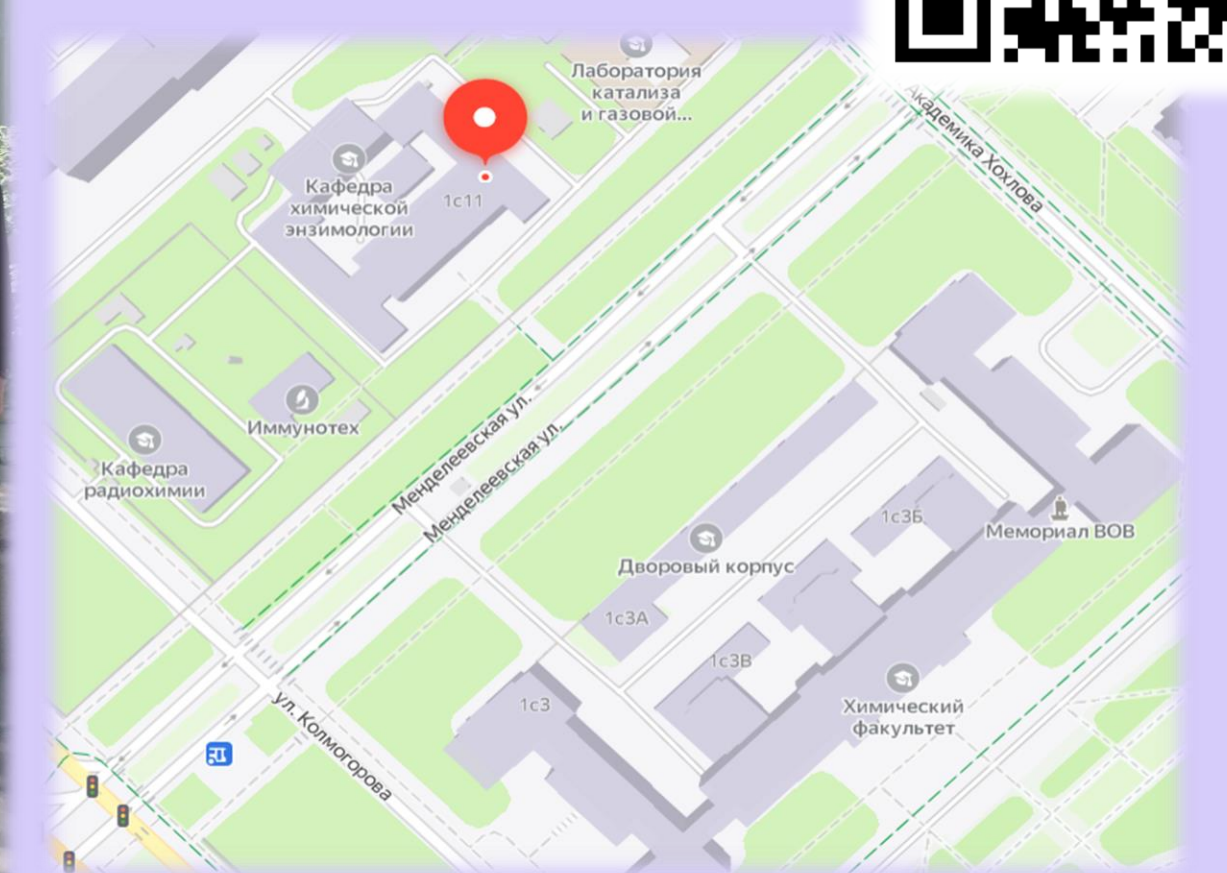 Лаборатория
катализа
и газовой...
Академика Хохлова
Кафедра
химической
энзимологии
1с11
Иммунотех
Кафедра
радиохимии
Менделеевская ул.
Менделеевская ул.
1с3Б
Мемориал ВОВ
Дворовый корпус
1с3А
1с3В
1с3
Химический
факультет
ул. Колмогорова